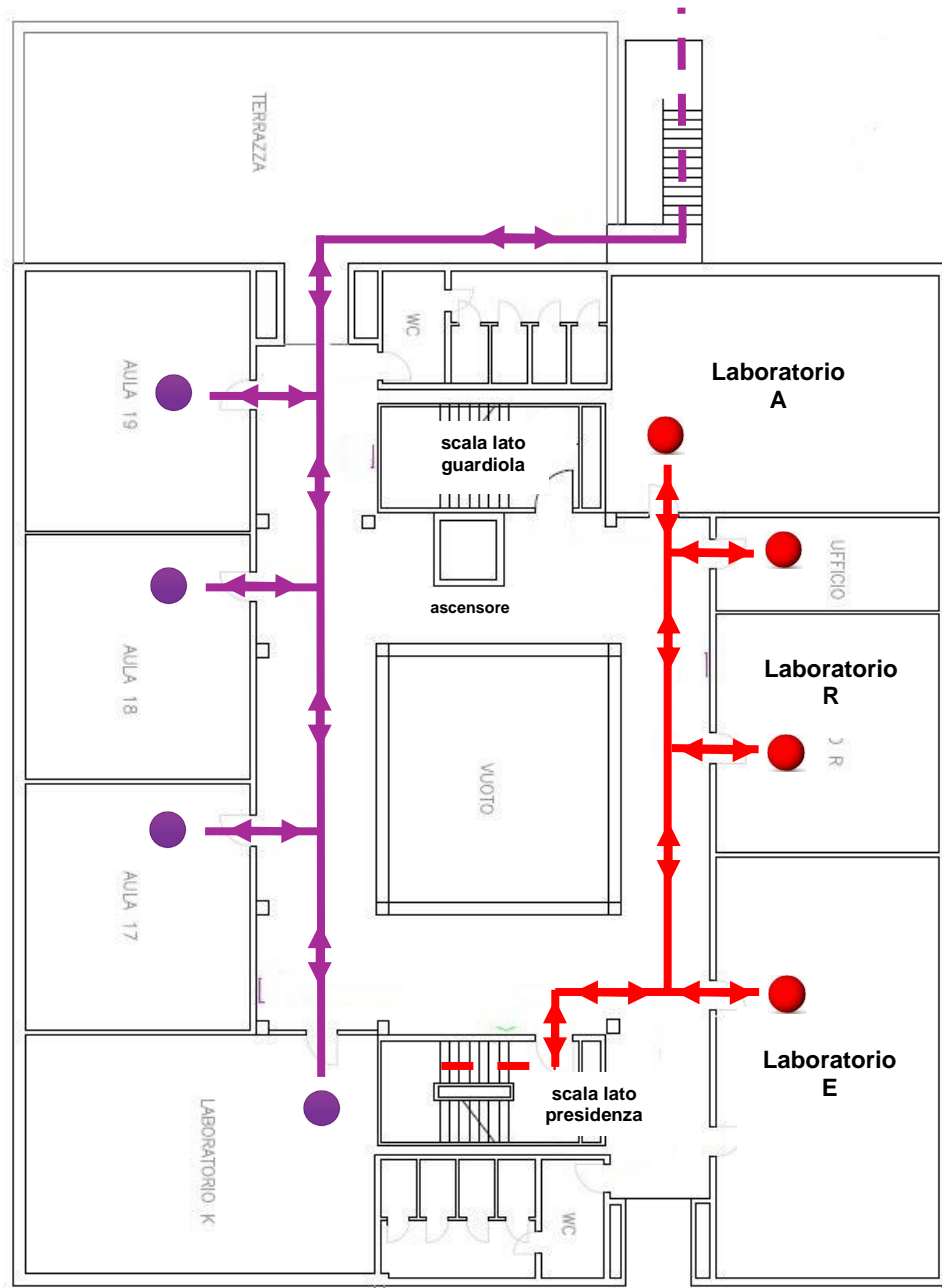 TERRAZZA
WC
AULA 19
Laboratorio
A
scala lato
guardiola
UFFICIO
ascensore
Laboratorio
R
AULA 18
O R
VUOTO
AULA 17
Laboratorio
E
scala lato
presidenza
LABORATORIO K
WC